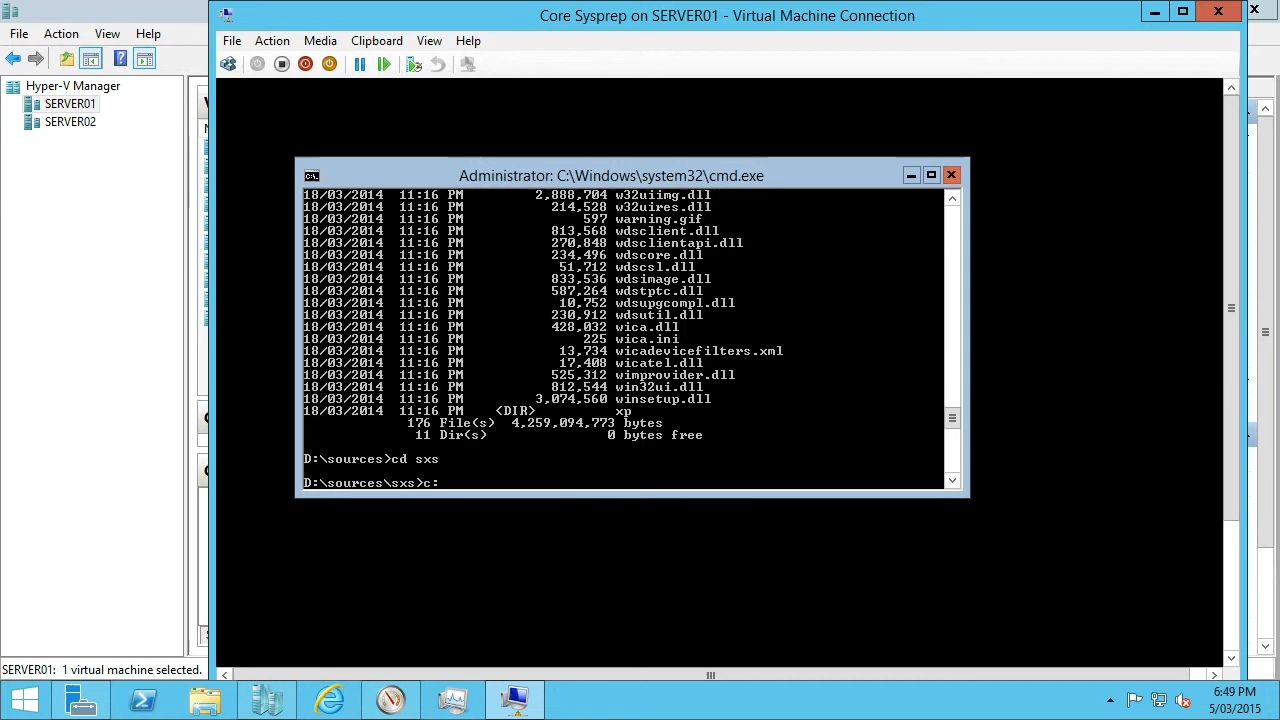 Core Sysprep on SERVER01 - Virtual Machine Connection
File Action View Help
File Action Media Clipboard View Help
Hyper-V Manager
SERVER01
SERVER02
Administrator: C:\Windows\system32\cmd.exe
18/03/2014 11:16 PM 2,888,704 w32uiimg.dll
18/03/2014 11:16 PM 214,528 w32uires.dll
18/03/2014 11:16 PM 597 warning.gif
18/03/2014 11:16 PM 813,568 wdsclient.dll
18/03/2014 11:16 PM 270,848 wdsclientapi.dll
18/03/2014 11:16 PM 234,496 wdscore.dll
18/03/2014 11:16 PM 51,712 wdscsl.dll
18/03/2014 11:16 PM 833,536 wdsimage.dll
18/03/2014 11:16 PM 587,264 wdstptc.dll
18/03/2014 11:16 PM 10,752 wdsupgcompl.dll
18/03/2014 11:16 PM 230,912 wdsutil.dll
18/03/2014 11:16 PM 428,032 wica.dll
18/03/2014 11:16 PM 225 wica.ini
18/03/2014 11:16 PM 13,734 wicadevicefilters.xml
18/03/2014 11:16 PM 17,408 wicatel.dll
18/03/2014 11:16 PM 525,312 wimprovider.dll
18/03/2014 11:16 PM 812,544 win32ui.dll
18/03/2014 11:16 PM 3,074,560 winsetup.dll
18/03/2014 11:16 PM <DIR> xp
176 File(s) 4,259,094,773 bytes
11 Dir(s) 0 bytes free
D:\sources>cd sxs
D:\sources\sxs>c:
SERVER01: 1 virtual machine selected.
6:49 PM
5/03/2015